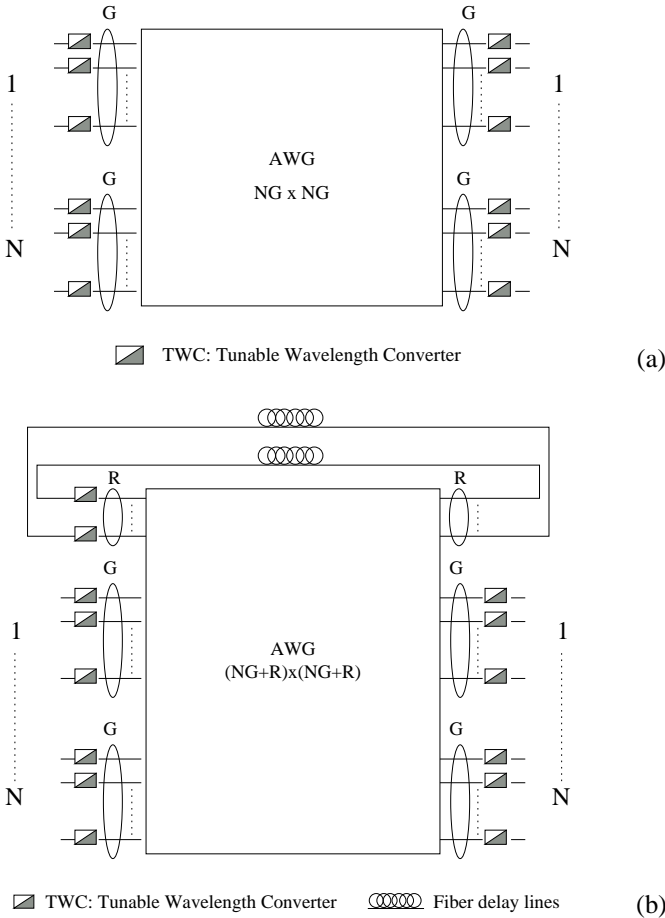 G G
1 1
AWG
NG x NG
G G
N N
TWC: Tunable Wavelength Converter (a)
R R
G G
1 1
AWG
(NG+R)x(NG+R)
G G
N N
TWC: Tunable Wavelength Converter Fiber delay lines (b)